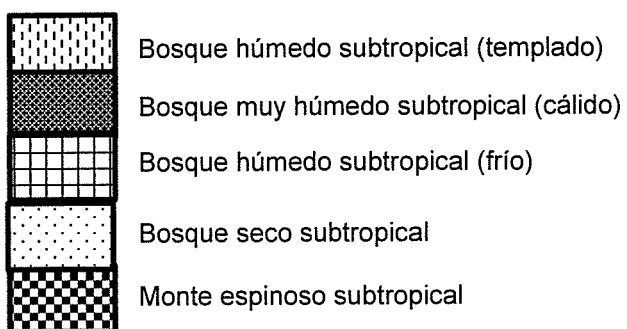 Bosque húmedo subtropical (templado)
Bosque muy húmedo subtropical (cálido)
Bosque húmedo subtropical (frío)
Bosque seco subtropical
Monte espinoso subtropical